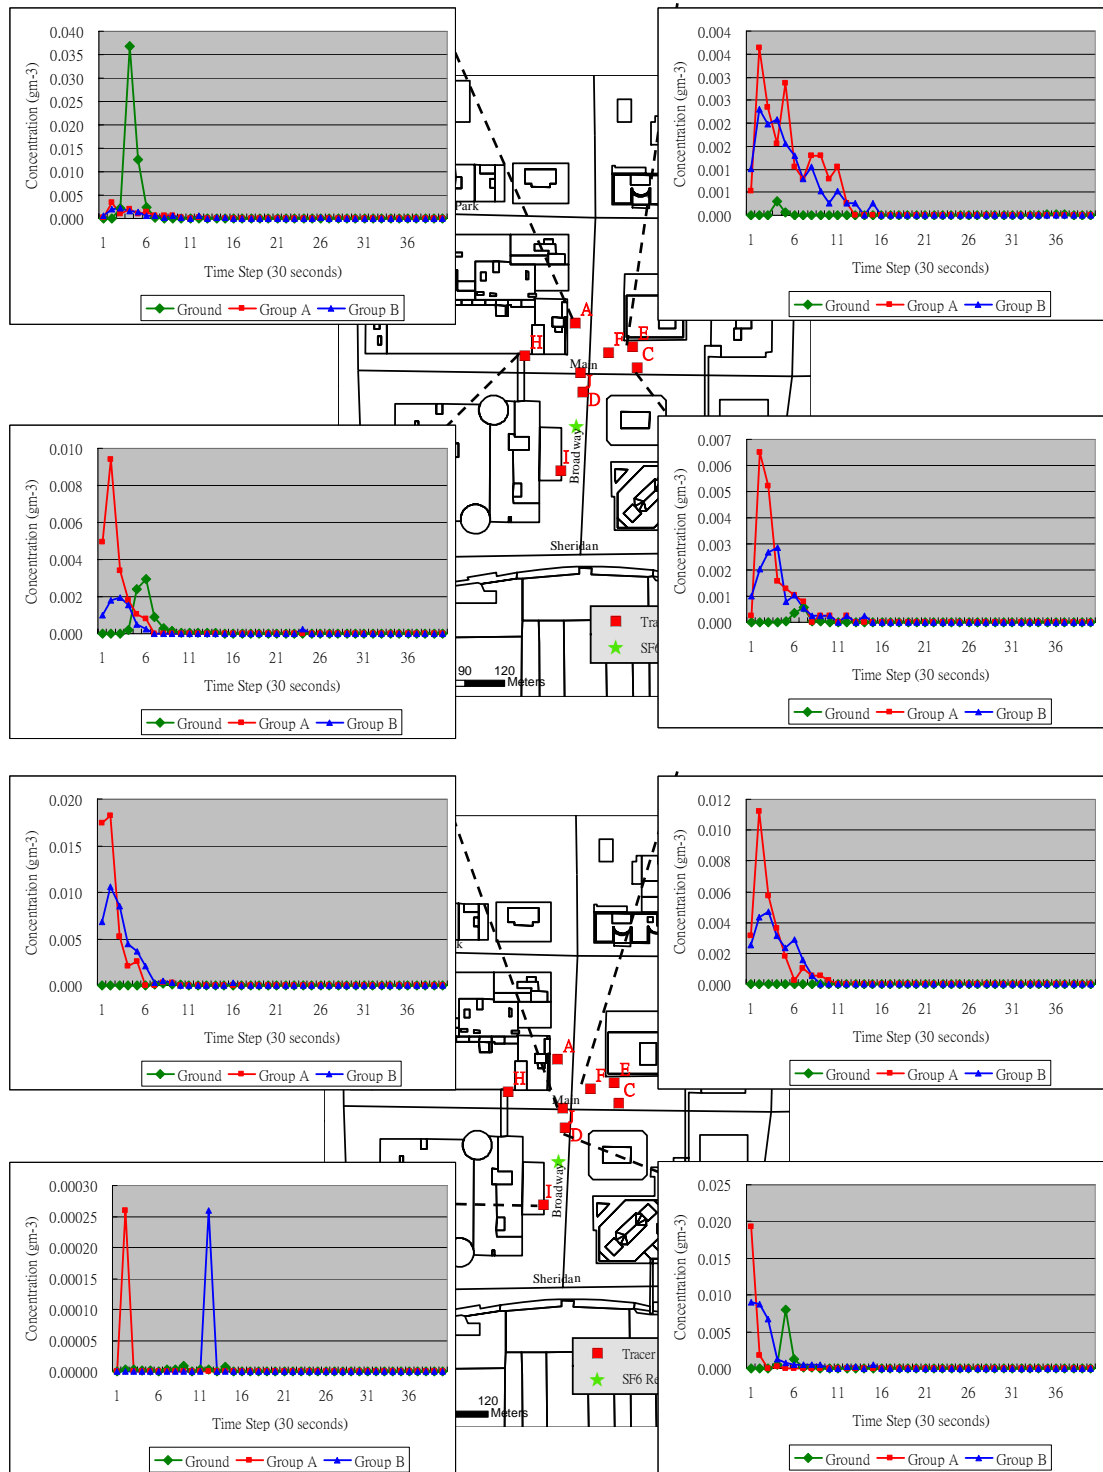 0.040
0.035
0.030
0.025
0.020
0.015
0.010
0.005
0.000
Concentration (gm-3)
1 6 11 16 21 26 31 36
Time Step (30 seconds)
Ground Group A Group B
0.004
0.004
0.003
0.003
0.002
0.002
0.001
0.001
0.000
Concentration (gm-3)
1 6 11 16 21 26 31 36
Time Step (30 seconds)
Ground Group A Group B
Park
A
H
F
E
C
Main
J
D
I
Broadway
Sheridan
90 120
Meters
0.010
0.008
0.006
0.004
0.002
0.000
Concentration (gm-3)
1 6 11 16 21 26 31 36
Time Step (30 seconds)
Ground Group A Group B
0.007
0.006
0.005
0.004
0.003
0.002
0.001
0.000
Concentration (gm-3)
1 6 11 16 21 26 31 36
Time Step (30 seconds)
Ground Group A Group B
0.020
0.015
0.010
0.005
0.000
Concentration (gm-3)
1 6 11 16 21 26 31 36
Time Step (30 seconds)
Ground Group A Group B
0.012
0.010
0.008
0.006
0.004
0.002
0.000
Concentration (gm-3)
1 6 11 16 21 26 31 36
Time Step (30 seconds)
Ground Group A Group B
A
H
F
E
C
Main
J
D
I
Broadway
Sheridan
Tracer
SF6 Re
120
Meters
0.00030
0.00025
0.00020
0.00015
0.00010
0.00005
0.00000
Concentration (gm-3)
1 6 11 16 21 26 31 36
Time Step (30 seconds)
Ground Group A Group B
0.025
0.020
0.015
0.010
0.005
0.000
Concentration (gm-3)
1 6 11 16 21 26 31 36
Time Step (30 seconds)
Ground Group A Group B